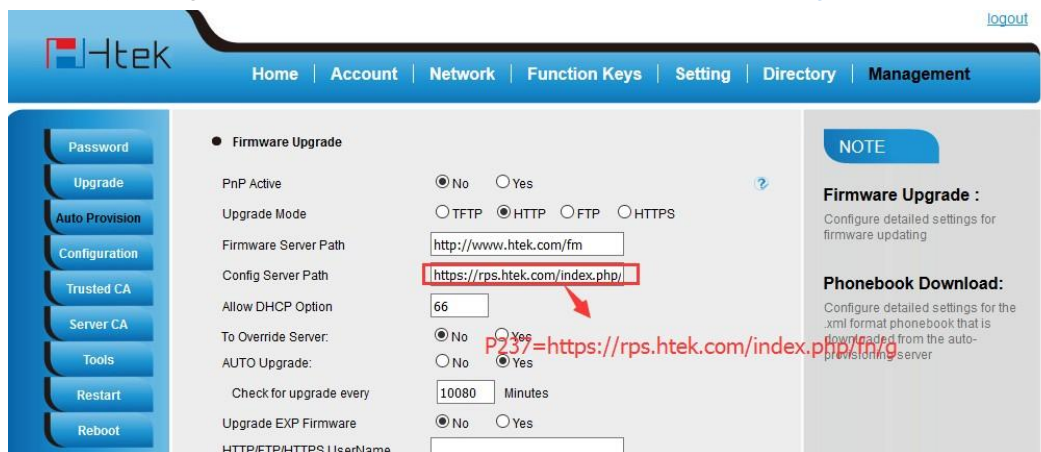 logout
Htek
Home | Account | Network | Function Keys | Setting | Directory | Management
Password
Upgrade
Auto Provision
Configuration
Trusted CA
Server CA
Tools
Restart
Reboot
Firmware Upgrade
PnP Active No Yes ?
Upgrade Mode TFTP HTTP FTP HTTPS
Firmware Server Path http://www.htek.com/fm
Config Server Path https://rps.htek.com/index.php/
Allow DHCP Option 66
To Override Server: No Yes
P237=https://rps.htek.com/index.php/fn/g
AUTO Upgrade: No Yes
Check for upgrade every 10080 Minutes
Upgrade EXP Firmware No Yes
HTTP/FTP/HTTPS UserName
NOTE
Firmware Upgrade :
Configure detailed settings for
firmware updating
Phonebook Download:
Configure detailed settings for the
.xml format phonebook that is
downloaded from the auto-
provisioning server